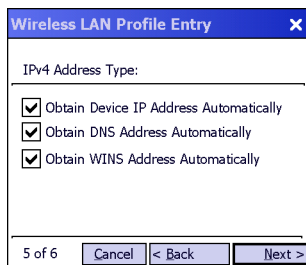 Wireless LAN Profile Entry
IPv4 Address Type:
Obtain Device IP Address Automatically
Obtain DNS Address Automatically
Obtain WINS Address Automatically
5 of 6 Cancel < Back Next >